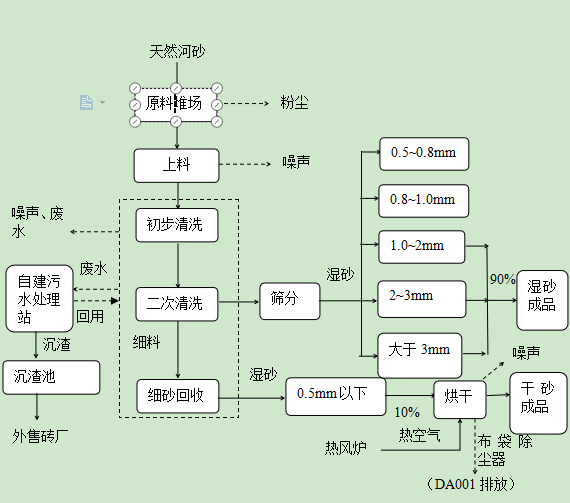 天然河砂
原料堆场
粉尘
上料
噪声
0.5~0.8mm
0.8~1.0mm
噪声、废
水
初步清洗
1.0~2mm
废水
自建污
水处理
站
回用
二次清洗
筛分
湿砂
2~3mm
90%
湿砂
成品
沉渣
细料
大于 3mm
噪声
沉渣池
细砂回收
湿砂
0.5mm 以下
10%
烘干
干 砂
成品
外售砖厂
热风炉
热空气
布 袋 除
尘器
（DA001 排放）